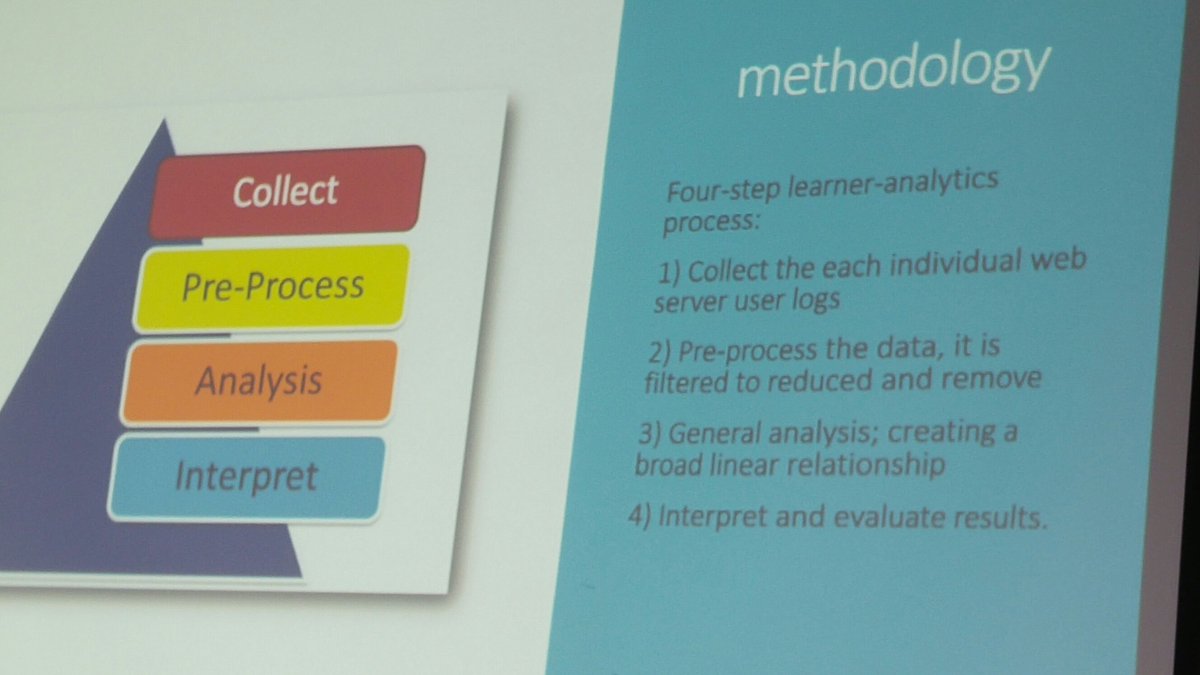 Collect
Pre-Process
Analysis
Interpret
methodology
Four-step learner-analytics
process:
1) Collect the each individual web
server user logs
2) Pre-process the data, it is
filtered to reduced and remove
3) General analysis; creating a
broad linear relationship
4) Interpret and evaluate results.